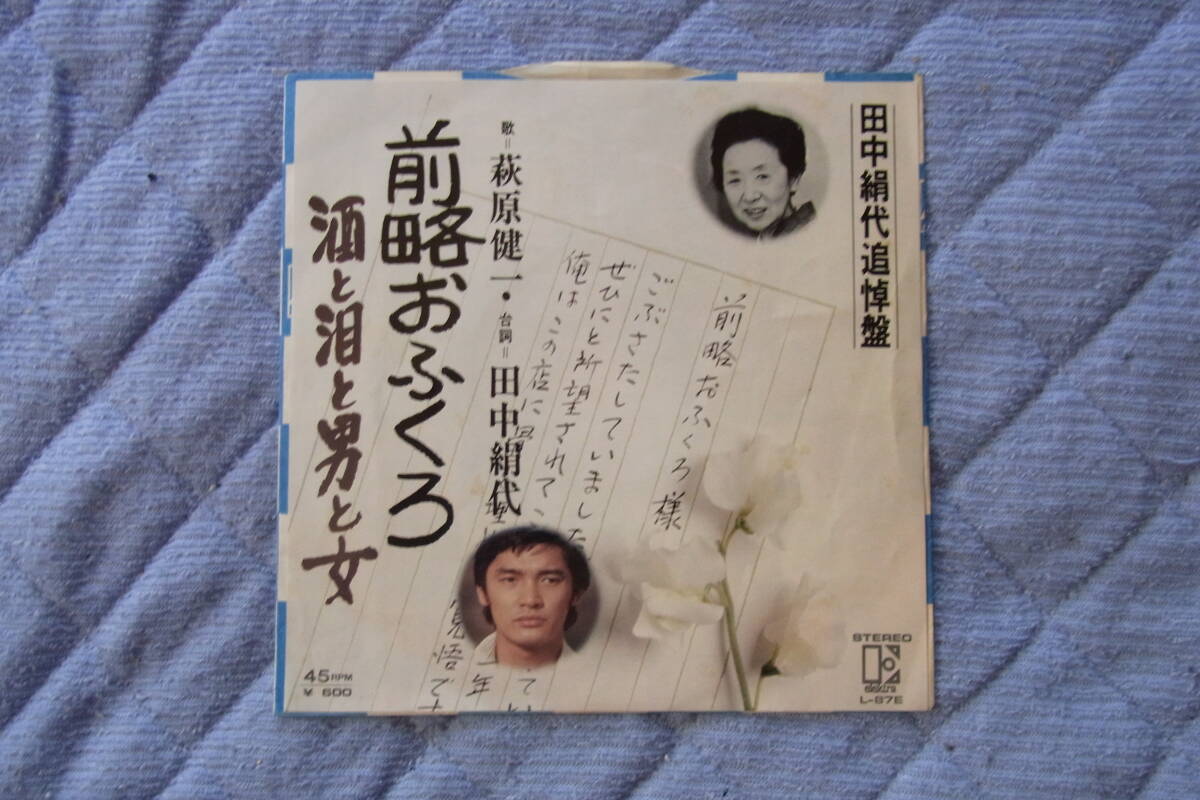 田中絹代追悼盤
歌=萩原健一・台詞=田中絹代
前略おふくろ
酒と泪と男と女
前略おふくろ様
ごぶさたしていました
ぜひにと所望されて
俺はこの店に
覚悟で
一年
45RPM
¥ 600
STEREO
elektra
L-67E